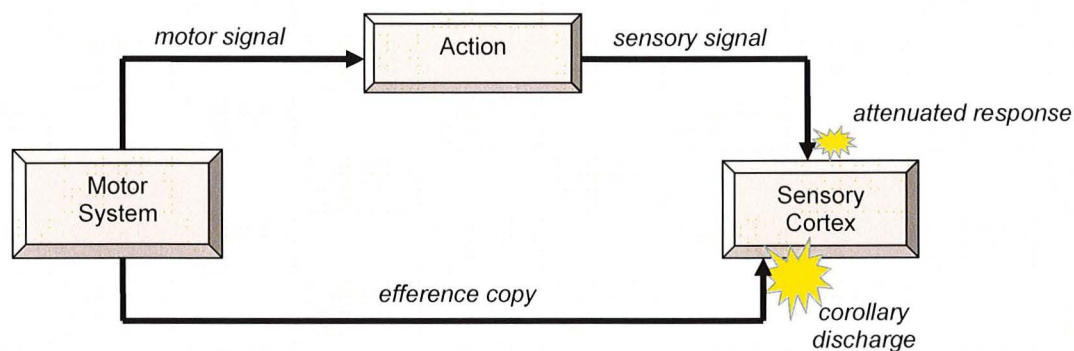 motor signal
Action
sensory signal
attenuated response
Motor
System
Sensory
Cortex
efference copy
corollary
discharge